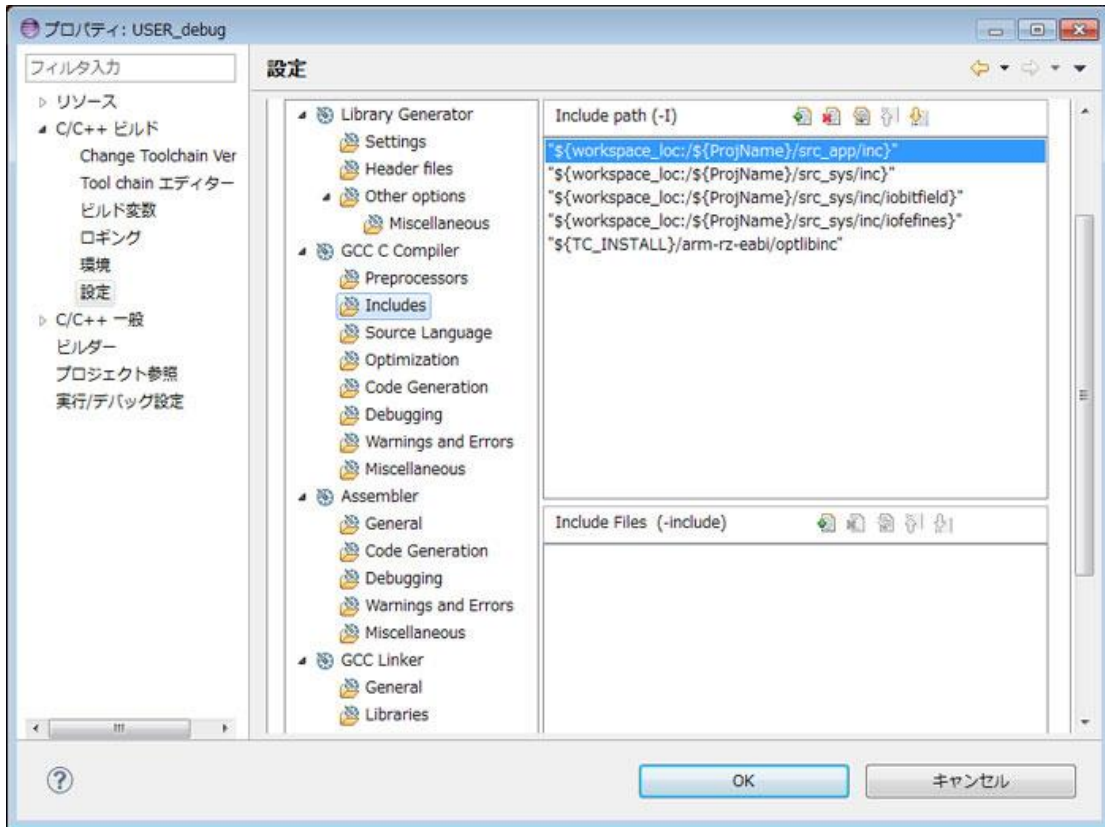 プロパティ: USER_debug
フィルタ入力
リソース
C/C++ ビルド
Change Toolchain Ver
Tool chain エディター
ビルド変数
ロギング
環境
設定
C/C++ 一般
ビルダー
プロジェクト参照
実行/デバッグ設定
設定
Library Generator
Settings
Header files
Other options
Miscellaneous
GCC C Compiler
Preprocessors
Includes
Source Language
Optimization
Code Generation
Debugging
Warnings and Errors
Miscellaneous
Assembler
General
Code Generation
Debugging
Warnings and Errors
Miscellaneous
GCC Linker
General
Libraries
Include path (-I)
"${workspace_loc:/${ProjName}/src_app/inc}"
"${workspace_loc:/${ProjName}/src_sys/inc}"
"${workspace_loc:/${ProjName}/src_sys/inc/iobitfield}"
"${workspace_loc:/${ProjName}/src_sys/inc/iofefines}"
"${TC_INSTALL}/arm-rz-eabi/optlibinc"
Include Files (-include)
OK
キャンセル